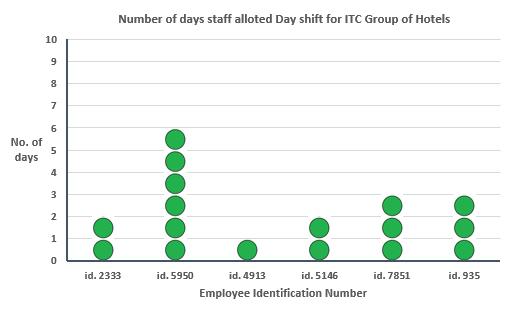 Number of days staff alloted Day shift for ITC Group of Hotels
10
9
8
7
6
5
4
3
2
1
0
No. of
days
id. 2333 id. 5950 id. 4913 id. 5146 id. 7851 id. 935
Employee Identification Number